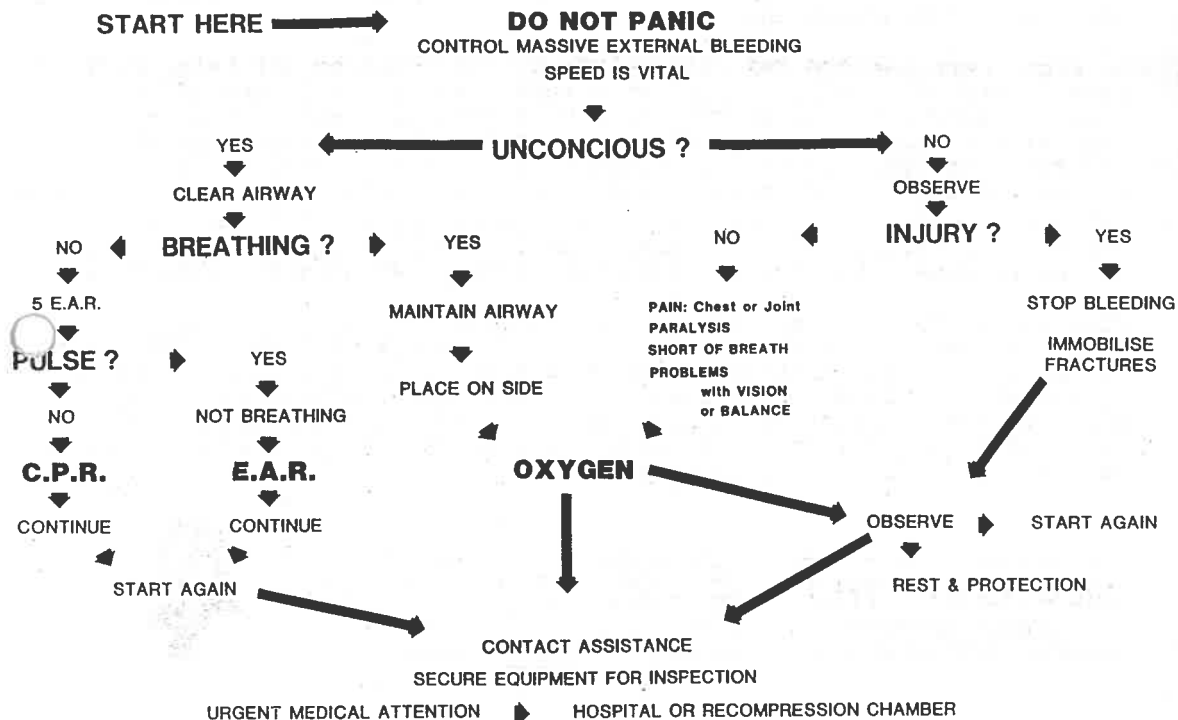 START HERE
DO NOT PANIC
CONTROL MASSIVE EXTERNAL BLEEDING
SPEED IS VITAL
UNCONCIOUS ?
YES
CLEAR AIRWAY
BREATHING ?
NO
5 E.A.R.
PULSE ?
NO
C.P.R.
CONTINUE
YES
NOT BREATHING
E.A.R.
CONTINUE
START AGAIN
YES
MAINTAIN AIRWAY
PLACE ON SIDE
OXYGEN
NO
OBSERVE
INJURY ?
NO
PAIN: Chest or Joint
PARALYSIS
SHORT OF BREATH
PROBLEMS
with VISION
or BALANCE
YES
STOP BLEEDING
IMMOBILISE
FRACTURES
OBSERVE
START AGAIN
REST & PROTECTION
CONTACT ASSISTANCE
SECURE EQUIPMENT FOR INSPECTION
URGENT MEDICAL ATTENTION
HOSPITAL OR RECOMPRESSION CHAMBER